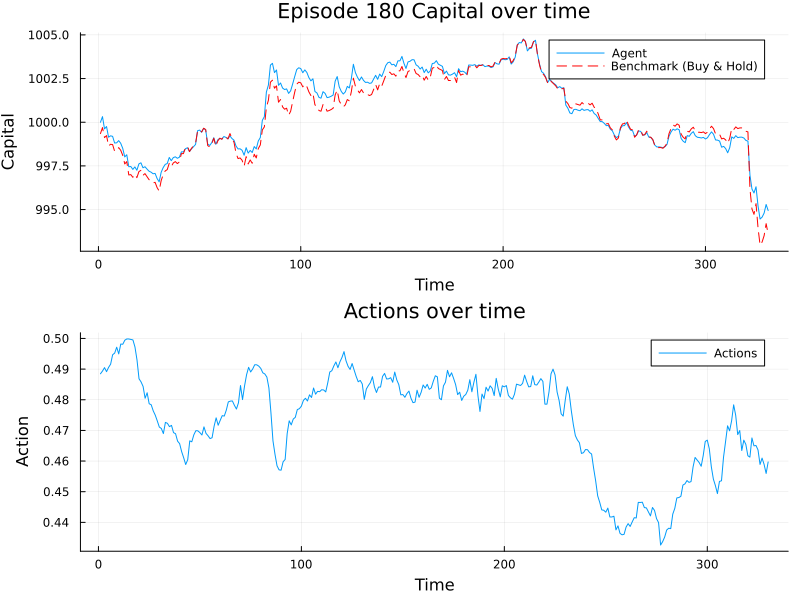 Episode 180 Capital over time
Capital
1005.0
1002.5
1000.0
997.5
995.0
Agent
Benchmark (Buy & Hold)
0
100
200
300
Time
Actions over time
Action
0.50
0.49
0.48
0.47
0.46
0.45
0.44
Actions
0
100
200
300
Time